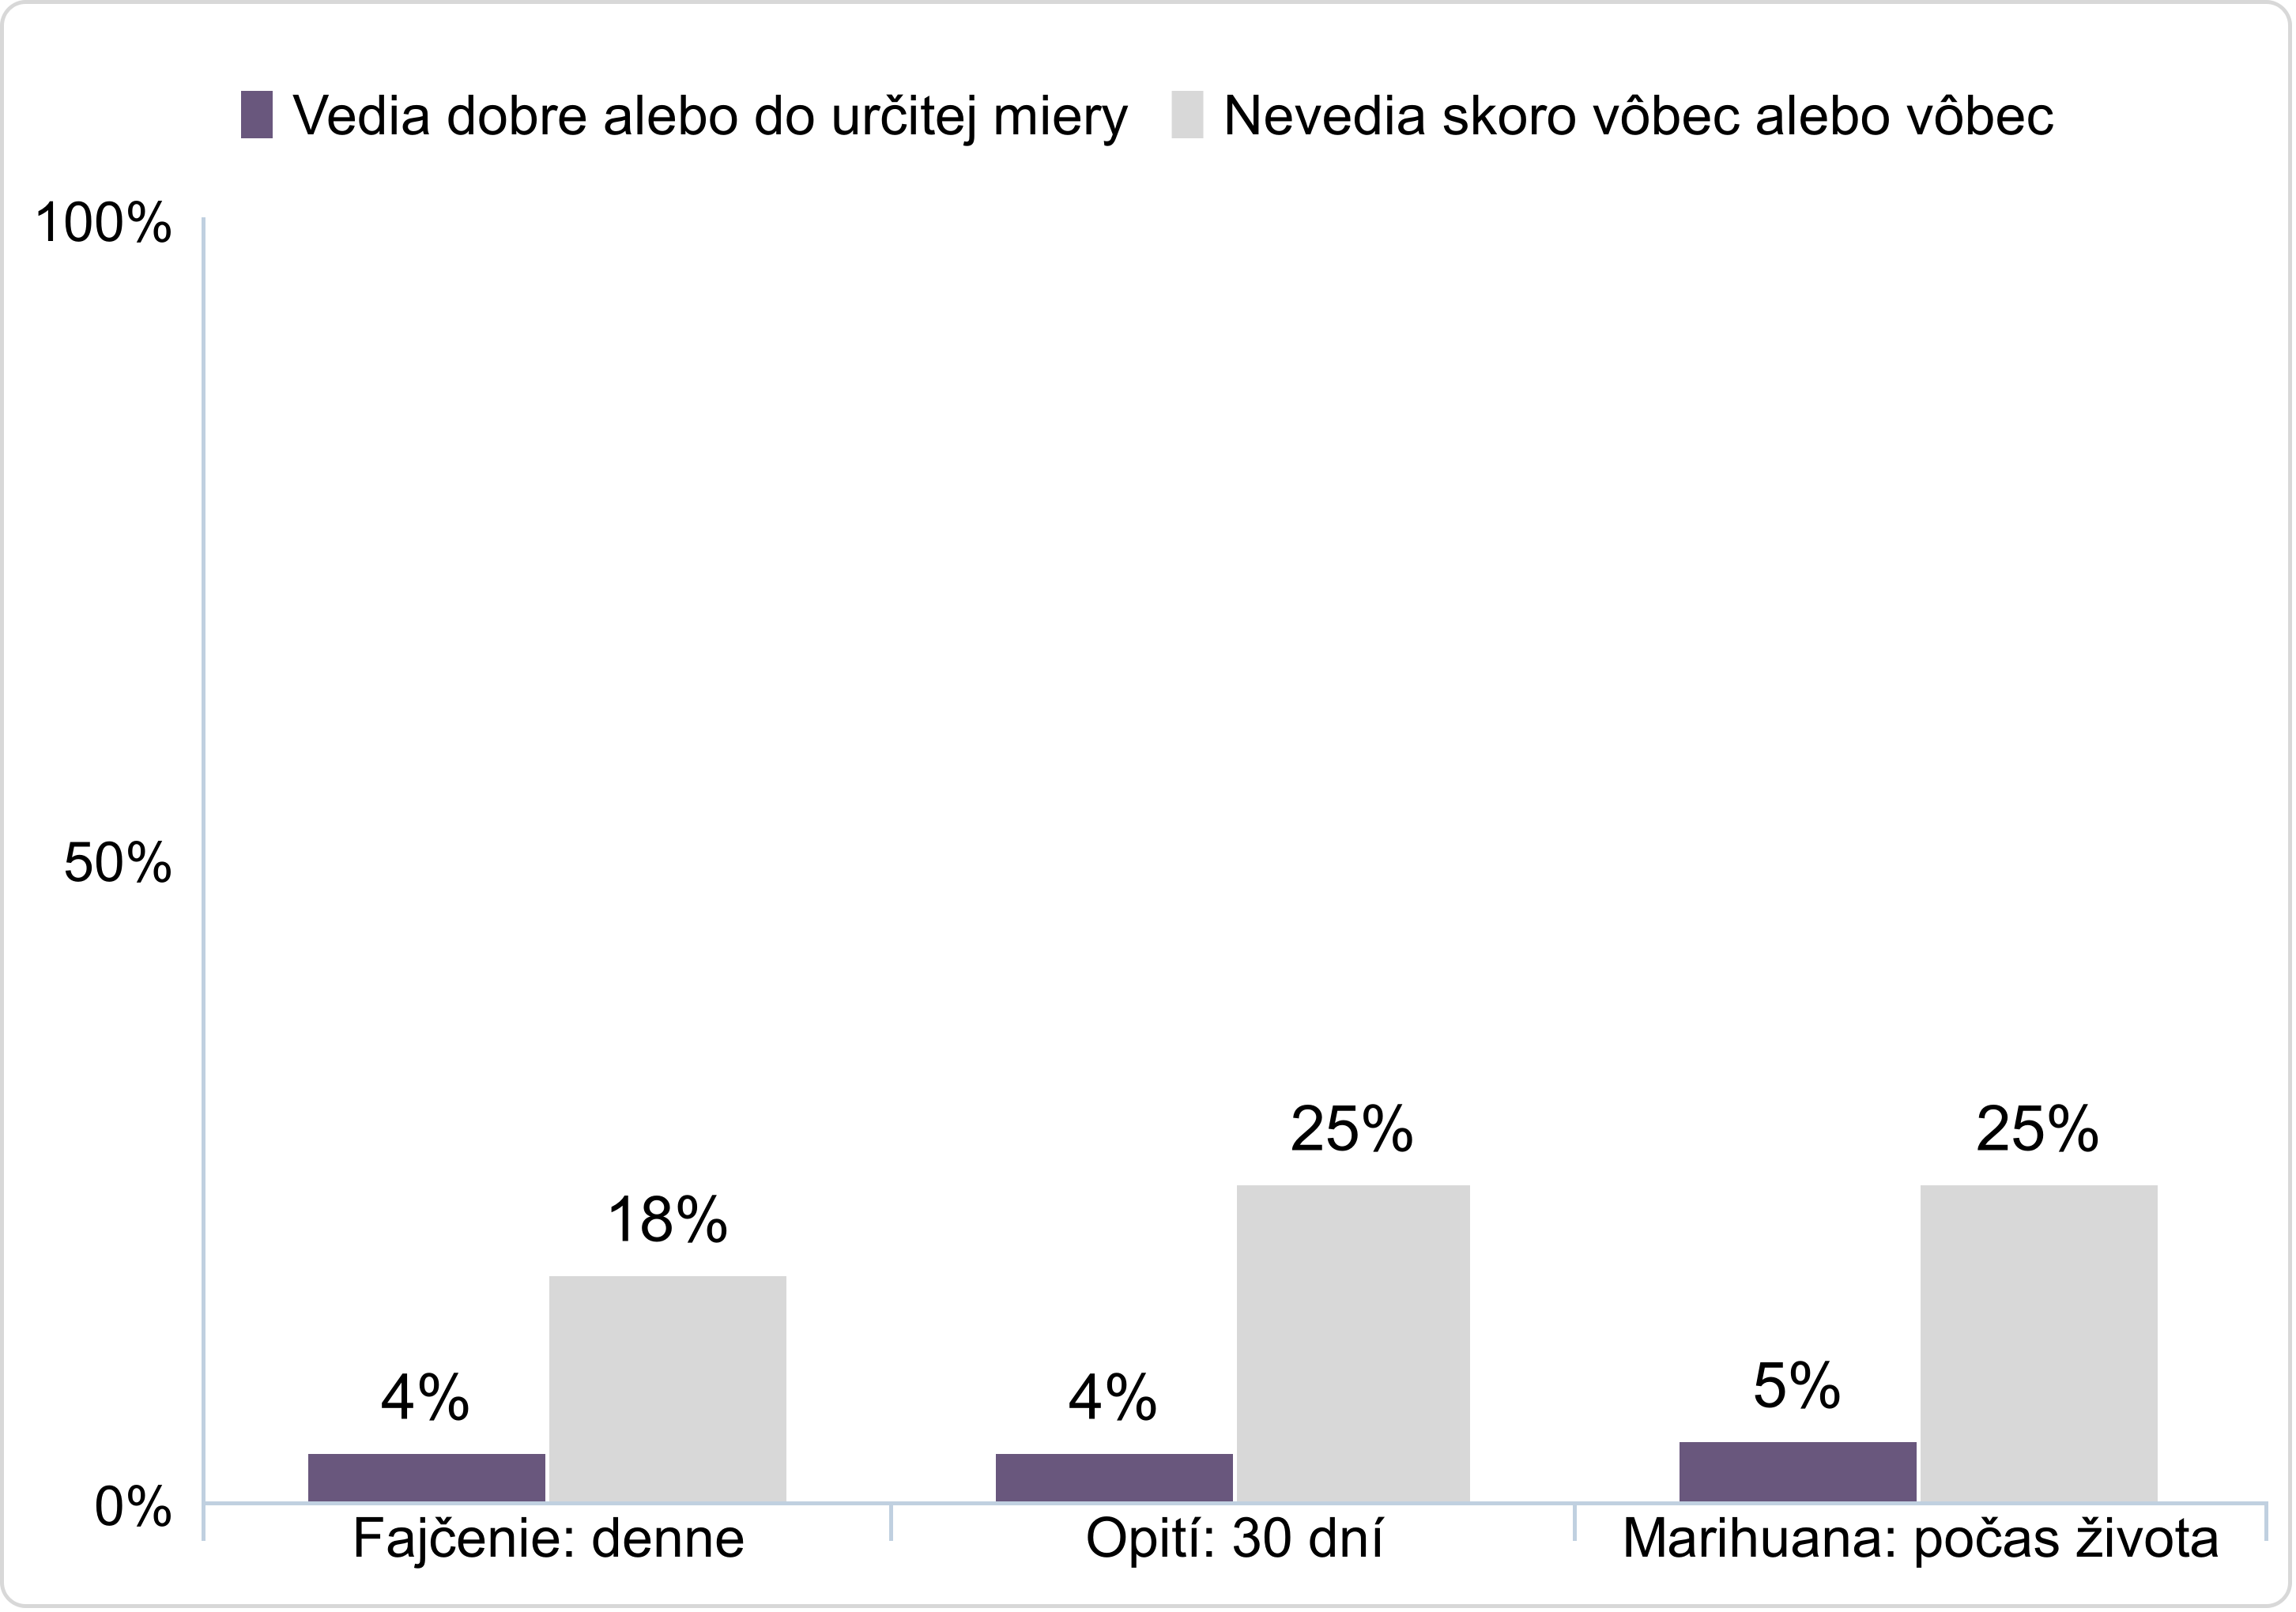 Vedia dobre alebo do určitej miery Nevedia skoro vôbec alebo vôbec
100%
50%
0%
4%
18%
4%
25%
5%
25%
Fajčenie: denne
Opití: 30 dní
Marihuana: počas života